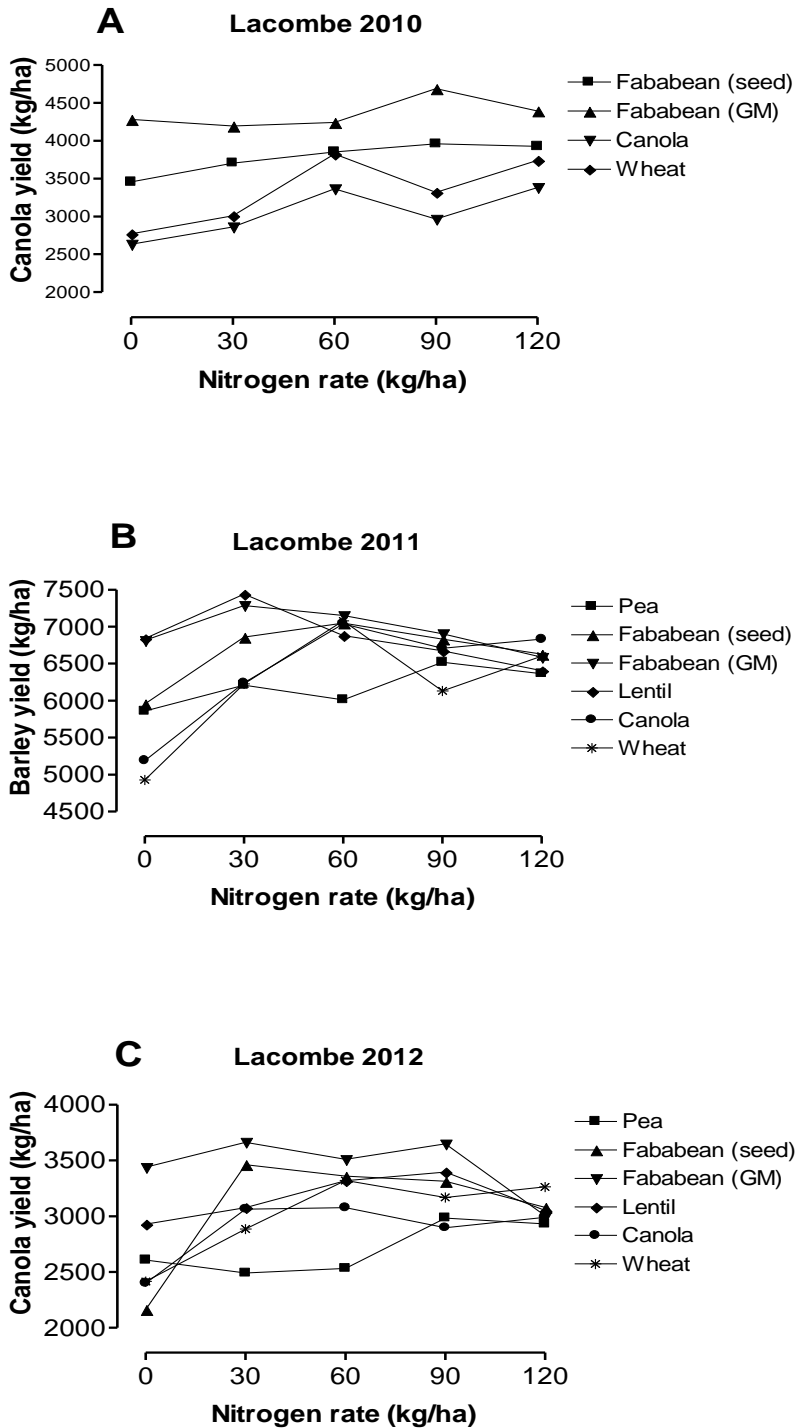 A
Lacombe 2010
Canola yield (kg/ha)
5000
4500
4000
3500
3000
2500
2000
0 30 60 90 120
Nitrogen rate (kg/ha)
Fababean (seed)
Fababean (GM)
Canola
Wheat
B
Lacombe 2011
Barley yield (kg/ha)
7500
7000
6500
6000
5500
5000
4500
0 30 60 90 120
Nitrogen rate (kg/ha)
Pea
Fababean (seed)
Fababean (GM)
Lentil
Canola
Wheat
C
Lacombe 2012
Canola yield (kg/ha)
4000
3500
3000
2500
2000
0 30 60 90 120
Nitrogen rate (kg/ha)
Pea
Fababean (seed)
Fababean (GM)
Lentil
Canola
Wheat